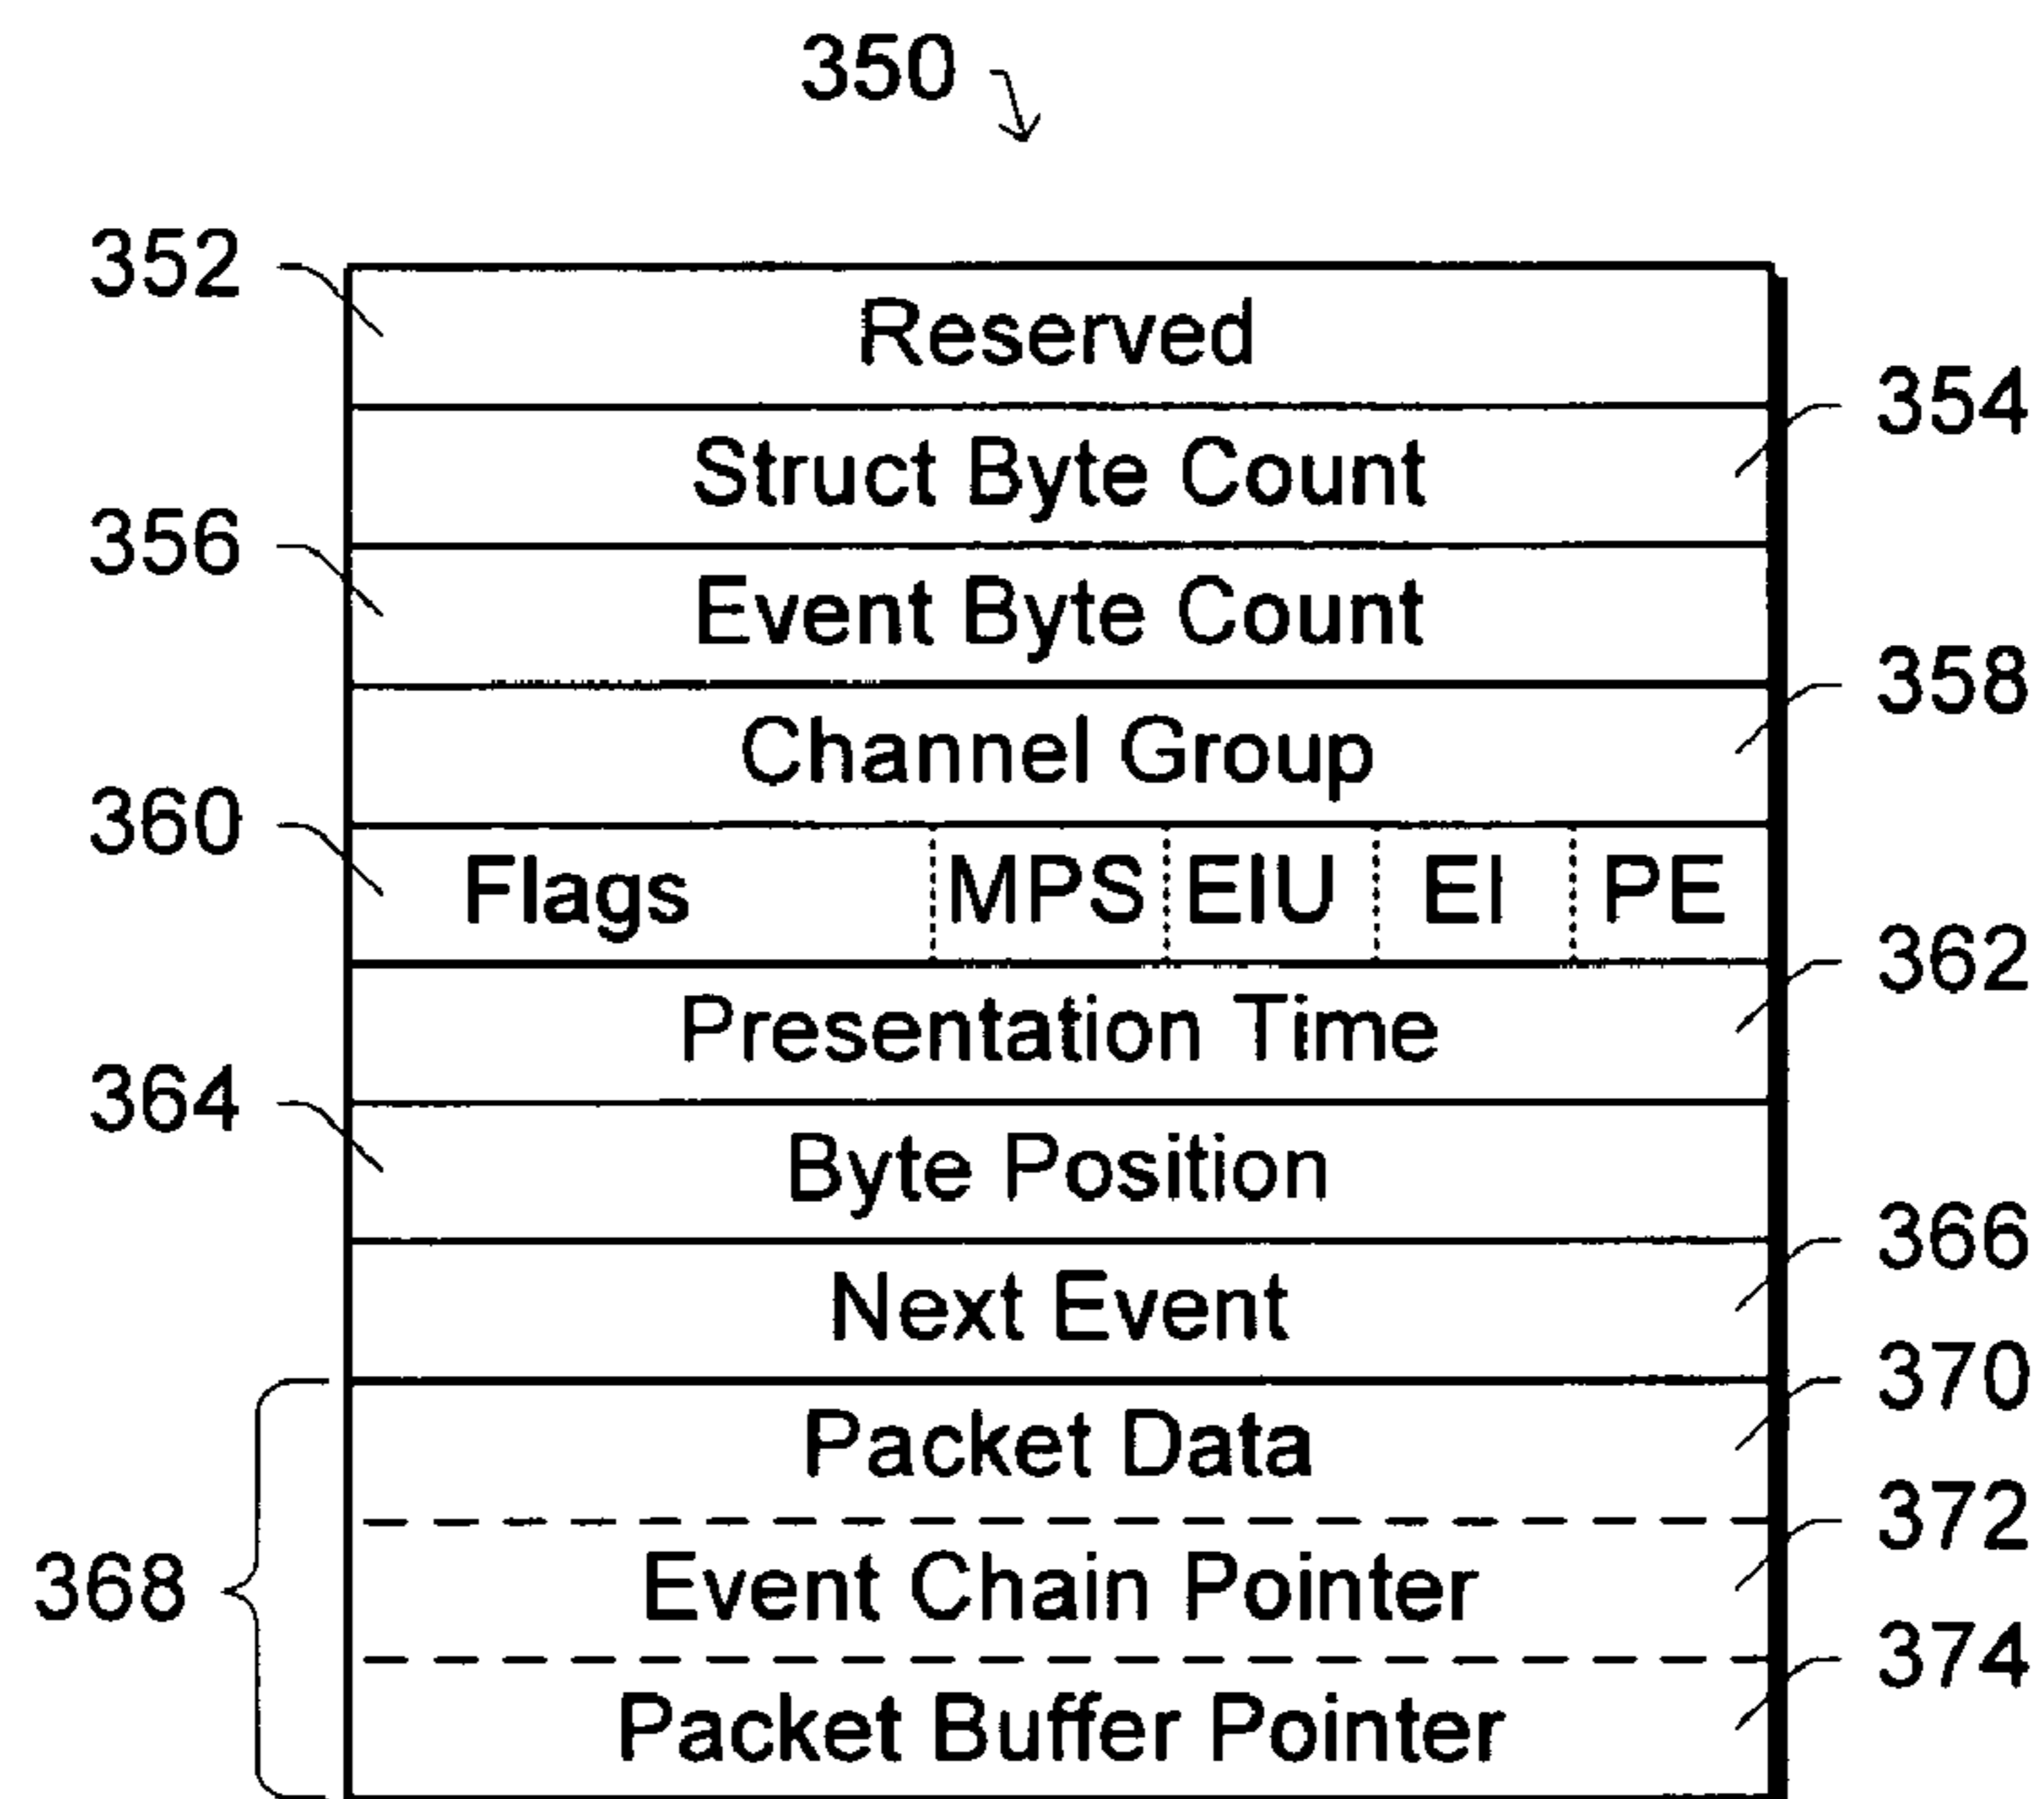 350
352
Reserved
354
Struct Byte Count
356
Event Byte Count
358
Channel Group
360
Flags MPS EIU EI PE
362
Presentation Time
364
Byte Position
366
Next Event
370
Packet Data
372
368
Event Chain Pointer
374
Packet Buffer Pointer